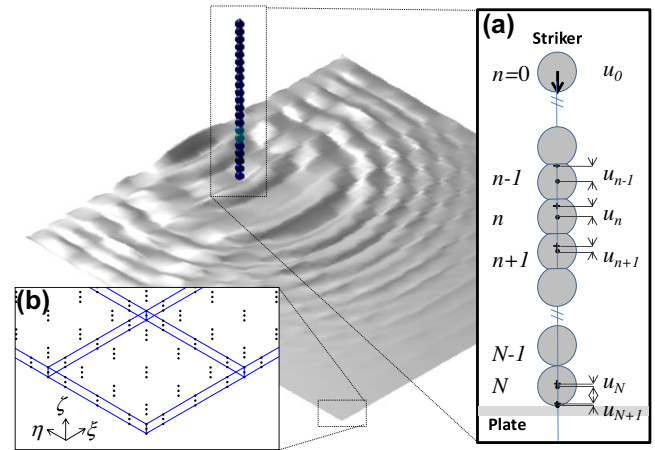 (a)
Striker
n=0 u0
n-1 un-1
n un
n+1 un+1
N-1
N uN
uN+1
Plate
(b)
ζ
η ξ